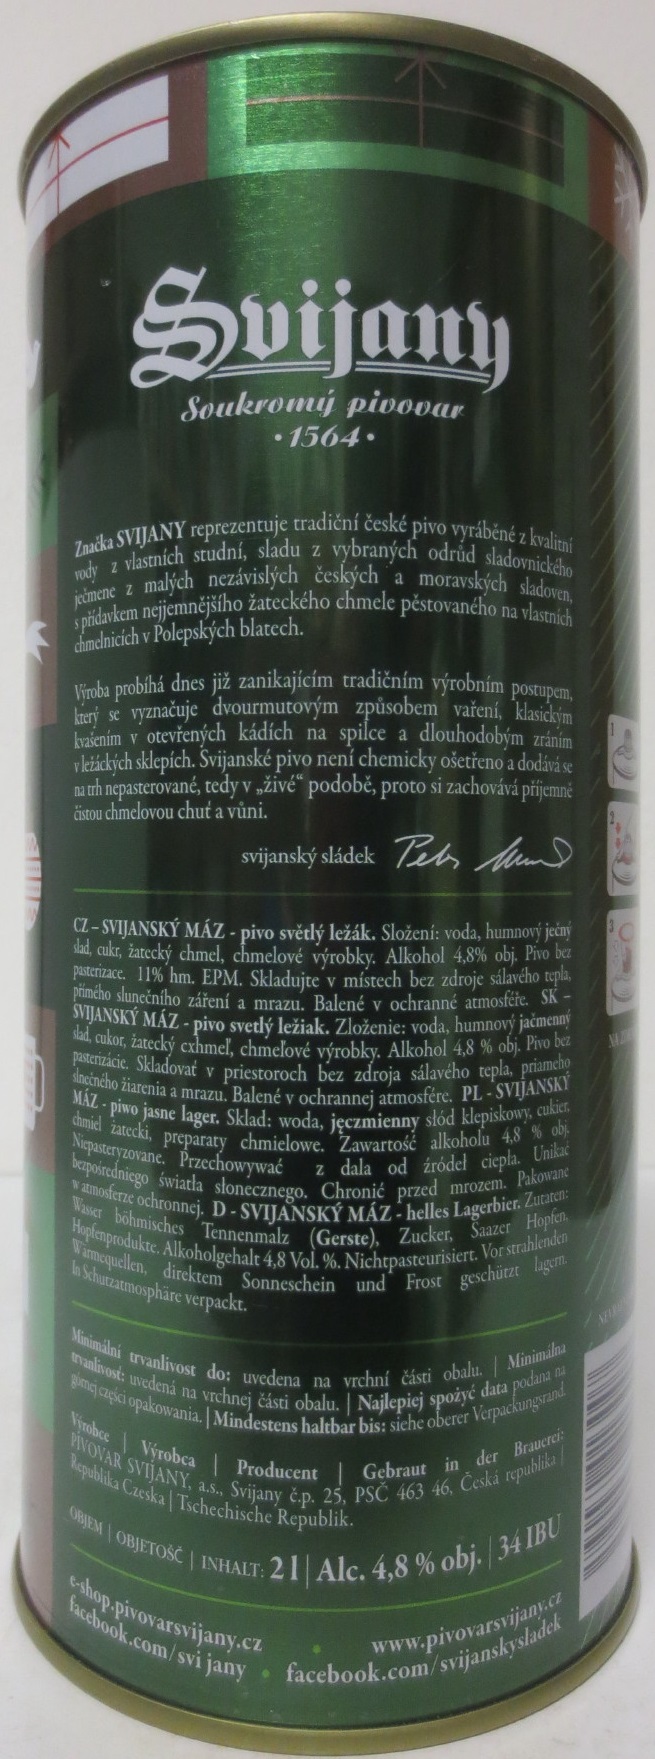 Svijany
Soukromý pivovar
• 1564 •
Značka SVIJANY reprezentuje tradiční české pivo vyráběné z kvalitní
vody z vlastních studní, sladu z vybraných odrůd sladovnického
ječmene z malých nezávislých českých a moravských sladoven,
s přídavkem nejjemnějšího žateckého chmele pěstovaného na vlastních
chmelnicích v Polepských blatech.
Výroba probíhá dnes již zanikajícím tradičním výrobním postupem,
který se vyznačuje dvourmutovým způsobem vaření, klasickým
kvašením v otevřených kádích na spilce a dlouhodobým zráním
v ležáckých sklepích. Svijanské pivo není chemicky ošetřeno a dodává se
na trh nepasterované, tedy v „živé“ podobě, proto si zachovává příjemně
čistou chmelovou chuť a vůni.
svijanský sládek
CZ – SVIJANSKÝ MÁZ - pivo světlý ležák. Složení: voda, humnový ječný
slad, cukr, žatecký chmel, chmelové výrobky. Alkohol 4,8% obj. Pivo bez
pasterizace. 11% hm. EPM. Skladujte v místech bez zdroje sálavého tepla,
přímého slunečního záření a mrazu. Balené v ochranné atmosféře. SK –
SVIJANSKÝ MÁZ - pivo svetlý ležiak. Zloženie: voda, humnový jačmenný
slad, cukor, žatecký cxhmeľ, chmeľové výrobky. Alkohol 4,8 % obj. Pivo bez
pasterizácie. Skladovať v priestoroch bez zdroja sálavého tepla, priameho
slnečného žiarenia a mrazu. Balené v ochrannej atmosfére. PL - SVIJANSKÝ
MÁZ - piwo jasne lager. Sklad: woda, jęczmienny słód klepiskowy, cukier,
chmiel žatecki, preparaty chmielowe. Zawartość alkoholu 4,8 % obj.
Niepasteryzowane. Przechowywać z dala od źródeł ciepła. Unikać
bezpośredniego światła słonecznego. Chronić przed mrozem. Pakowane
w atmosferze ochronnej. D - SVIJANSKÝ MÁZ - helles Lagerbier. Zutaten:
Wasser böhmisches Tennenmalz (Gerste), Zucker, Saazer Hopfen,
Hopfenprodukte. Alkoholgehalt 4,8 Vol. %. Nichtpasteurisiert. Vor strahlenden
Wärmequellen, direktem Sonneschein und Frost geschützt lagern.
In Schutzatmosphäre verpackt.
Minimální trvanlivost do: uvedena na vrchní části obalu. | Minimálna
trvanlivosť: uvedená na vrchnej části obalu. | Najlepiej spożyć data podana na
górnej części opakowania. | Mindestens haltbar bis: siehe oberer Verpackungsrand.
Výrobce | Výrobca | Producent | Gebraut in der Brauerei:
PIVOVAR SVIJANY, a.s., Svijany č.p. 25, PSČ 463 46, Česká republika |
Republika Czeska | Tschechische Republik.
OBJEM | OBJETOŠČ | INHALT: 2 l | Alc. 4,8 % obj. | 34 IBU
e-shop.pivovarsvijany.cz • www.pivovarsvijany.cz
facebook.com/svi jany • facebook.com/svijanskysladek
1
2
3